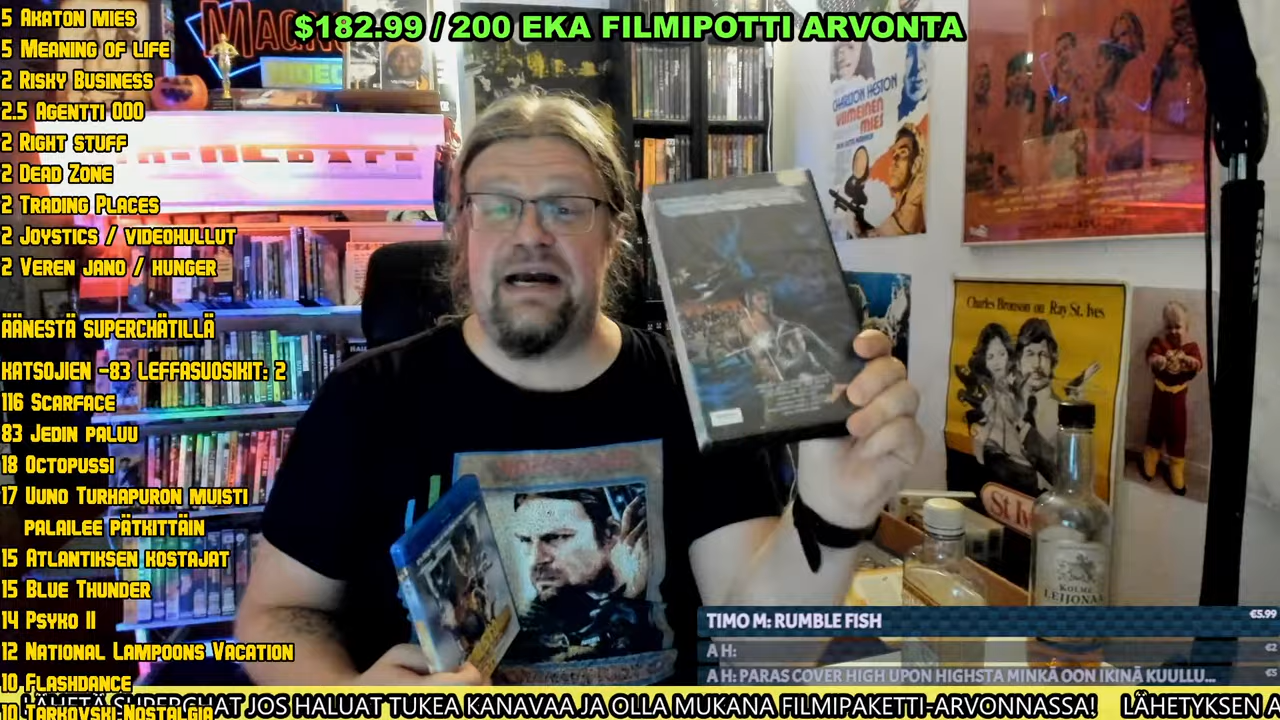 $182.99 / 200 EKA FILMIPOTTI ARVONTA
5 AKATON MIES
5 MEANING OF LIFE
2 RISKY BUSINESS
2.5 AGENTTI 000
2 RIGHT STUFF
2 DEAD ZONE
2 TRADING PLACES
2 JOYSTICS / VIDEOHULLUT
2 VEREN JANO / HUNGER
ÄÄNESTÄ SUPERCHÄTILLÄ
KATSOJIEN -83 LEFFASUOSIKIT: 2
116 SCARFACE
83 JEDIN PALUU
18 OCTOPUSSI
17 UUNO TURHAPURON MUISTI
PALAILEE PÄTKITTÄIN
15 ATLANTIKSEN KOSTAJAT
15 BLUE THUNDER
14 PSYKO II
12 NATIONAL LAMPOONS VACATION
10 FLASHDANCE
10 TARKOVSKI-NOSTALGIA
CHARLTON HESTON
VIIMEINEN
MIES
Charles Bronson on Ray St. Ives
KOLME
LEIJONAA
TIMO M: RUMBLE FISH €5.99
A H: €2
A H: PARAS COVER HIGH UPON HIGHSTA MINKÄ OON IKINÄ KUULLU... €5
LÄHETÄ SUPERCHAT JOS HALUAT TUKEA KANAVAA JA OLLA MUKANA FILMIPAKETTI-ARVONNASSA! LÄHETYKSEN A